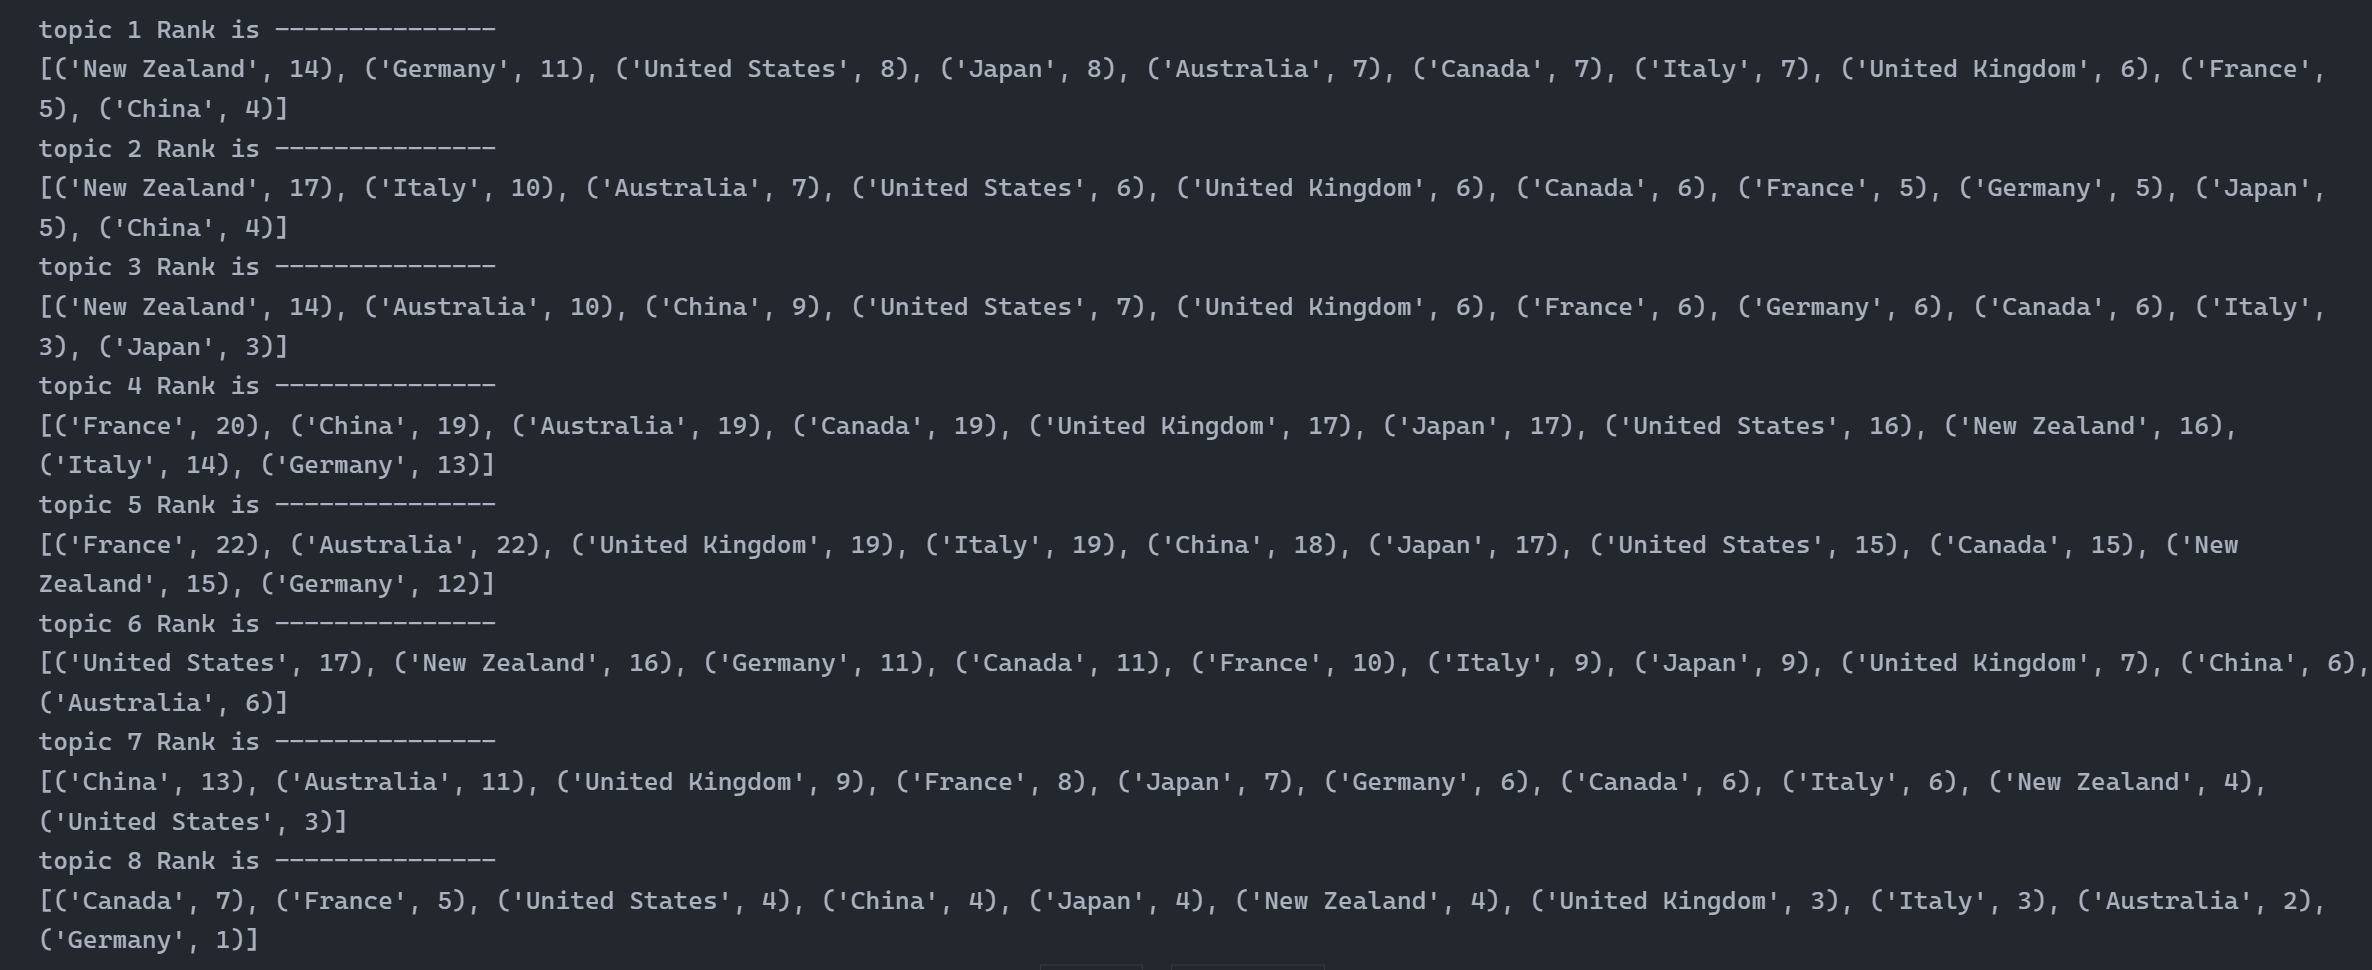 topic 1 Rank is ---------------
[('New Zealand', 14), ('Germany', 11), ('United States', 8), ('Japan', 8), ('Australia', 7), ('Canada', 7), ('Italy', 7), ('United Kingdom', 6), ('France',
5), ('China', 4)]
topic 2 Rank is ---------------
[('New Zealand', 17), ('Italy', 10), ('Australia', 7), ('United States', 6), ('United Kingdom', 6), ('Canada', 6), ('France', 5), ('Germany', 5), ('Japan',
5), ('China', 4)]
topic 3 Rank is ---------------
[('New Zealand', 14), ('Australia', 10), ('China', 9), ('United States', 7), ('United Kingdom', 6), ('France', 6), ('Germany', 6), ('Canada', 6), ('Italy',
3), ('Japan', 3)]
topic 4 Rank is ---------------
[('France', 20), ('China', 19), ('Australia', 19), ('Canada', 19), ('United Kingdom', 17), ('Japan', 17), ('United States', 16), ('New Zealand', 16),
('Italy', 14), ('Germany', 13)]
topic 5 Rank is ---------------
[('France', 22), ('Australia', 22), ('United Kingdom', 19), ('Italy', 19), ('China', 18), ('Japan', 17), ('United States', 15), ('Canada', 15), ('New
Zealand', 15), ('Germany', 12)]
topic 6 Rank is ---------------
[('United States', 17), ('New Zealand', 16), ('Germany', 11), ('Canada', 11), ('France', 10), ('Italy', 9), ('Japan', 9), ('United Kingdom', 7), ('China', 6),
('Australia', 6)]
topic 7 Rank is ---------------
[('China', 13), ('Australia', 11), ('United Kingdom', 9), ('France', 8), ('Japan', 7), ('Germany', 6), ('Canada', 6), ('Italy', 6), ('New Zealand', 4),
('United States', 3)]
topic 8 Rank is ---------------
[('Canada', 7), ('France', 5), ('United States', 4), ('China', 4), ('Japan', 4), ('New Zealand', 4), ('United Kingdom', 3), ('Italy', 3), ('Australia', 2),
('Germany', 1)]